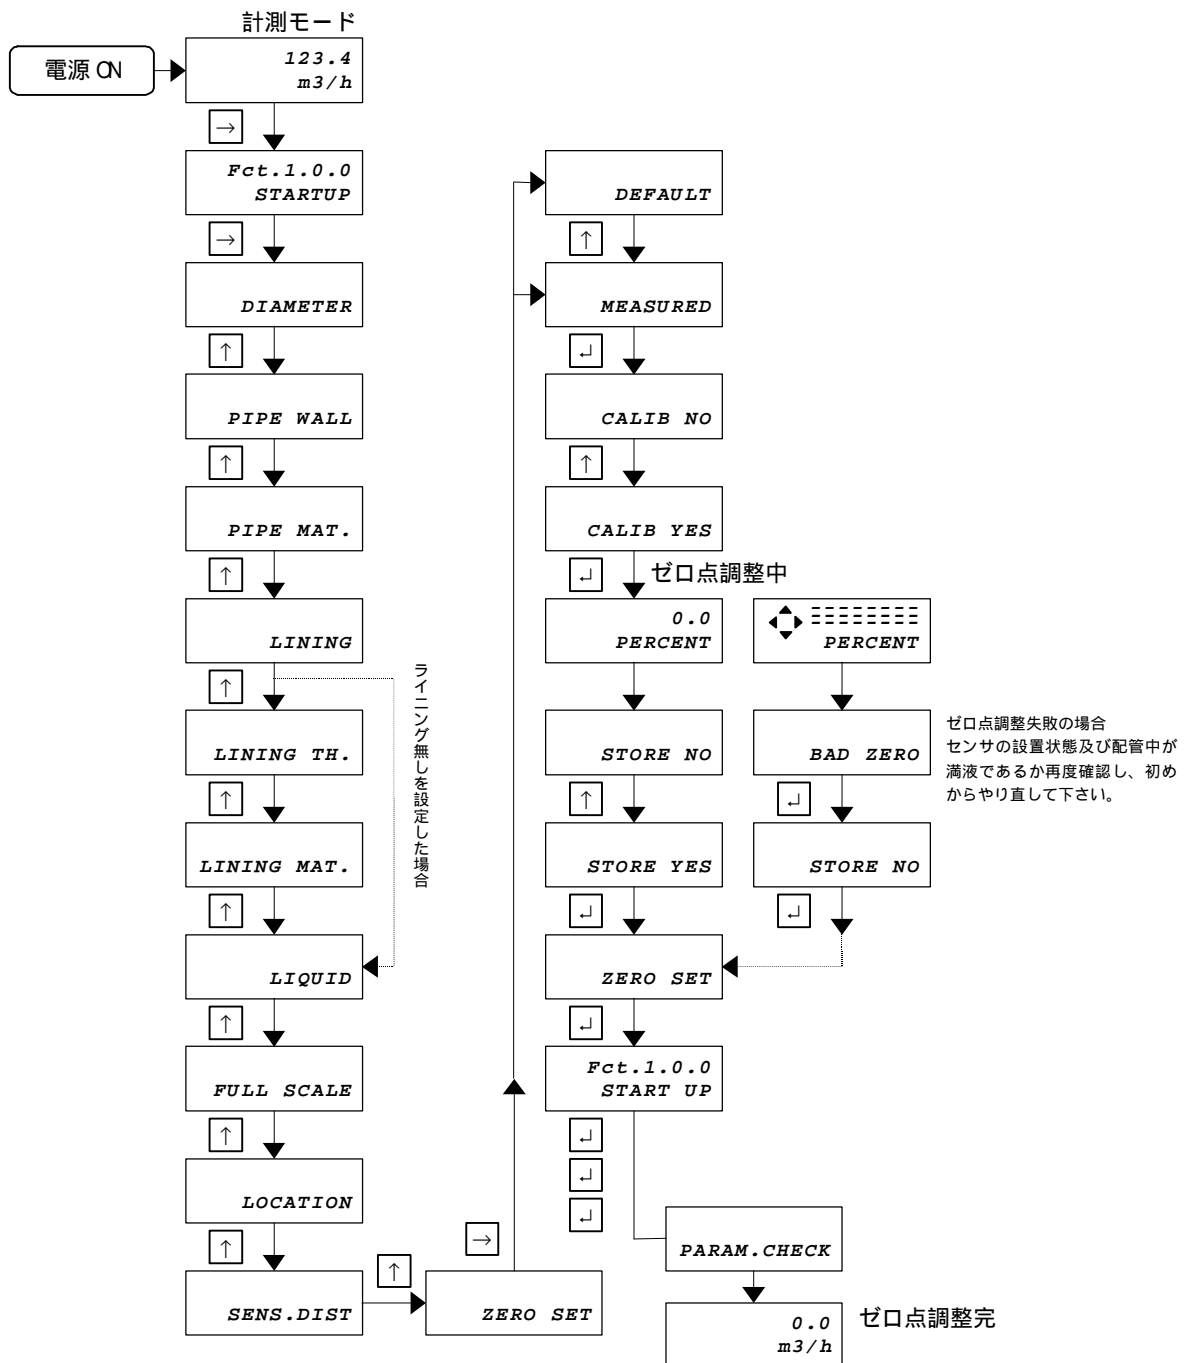 計測モード
電源 ON
123.4
m3/h
→
Fct.1.0.0
STARTUP
→
DIAMETER
↑
PIPE WALL
↑
PIPE MAT.
↑
LINING
↑
ライニング無しを設定した場合
LINING TH.
↑
LINING MAT.
↑
LIQUID
↑
FULL SCALE
↑
LOCATION
↑
SENS.DIST
↑
ZERO SET
→
DEFAULT
↑
MEASURED
↵
CALIB NO
↑
CALIB YES
↵
ゼロ点調整中
0.0
PERCENT
STORE NO
↑
STORE YES
↵
ZERO SET
↵
Fct.1.0.0
START UP
↵
↵
↵
PERCENT
BAD ZERO
↵
STORE NO
↵
ゼロ点調整失敗の場合
センサの設置状態及び配管中が
満液であるか再度確認し、初め
からやり直して下さい。
PARAM.CHECK
0.0
m3/h
ゼロ点調整完